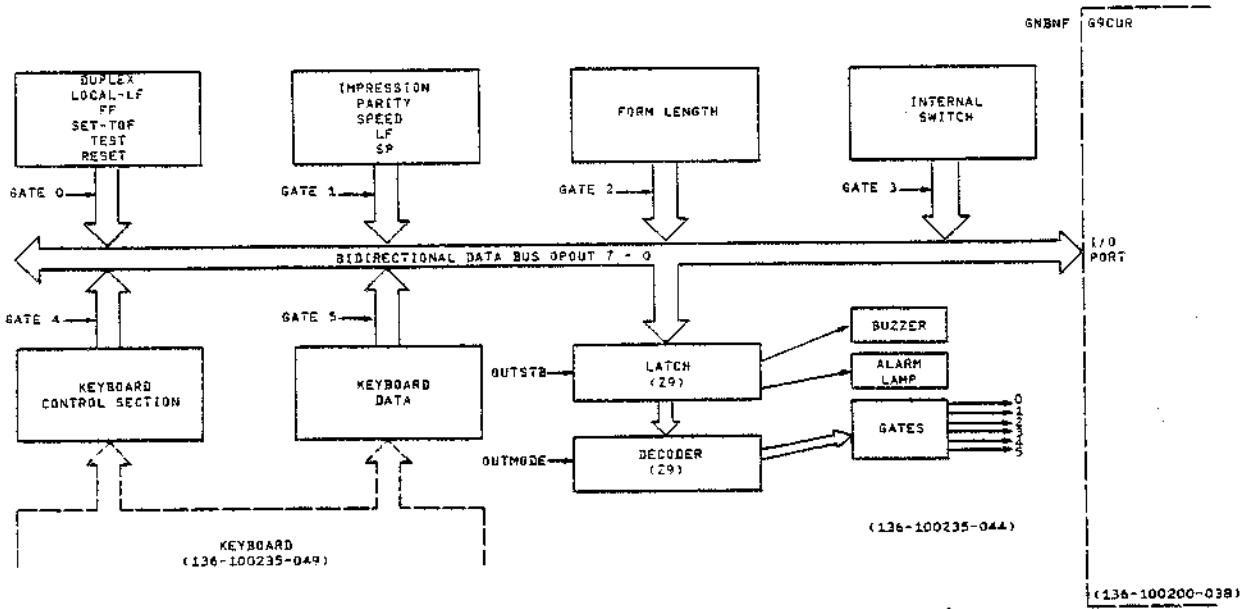 GNBNF G9CUR
DUPLEX
LOCAL-LF
FF
SET-TOF
TEST
RESET
IMPRESSION
PARITY
SPEED
LF
SP
FORM LENGTH
INTERNAL
SWITCH
GATE 0
GATE 1
GATE 2
GATE 3
BIDIRECTIONAL DATA BUS OPOUT 7 - 0
I/O
PORT
GATE 4
GATE 5
KEYBOARD
CONTROL SECTION
KEYBOARD
DATA
OUTSTB
LATCH
(29)
BUZZER
ALARM
LAMP
OUTMODE
DECODER
(29)
GATES
0
1
2
3
4
5
KEYBOARD
(136-100235-049)
(136-100235-044)
(136-100200-038)